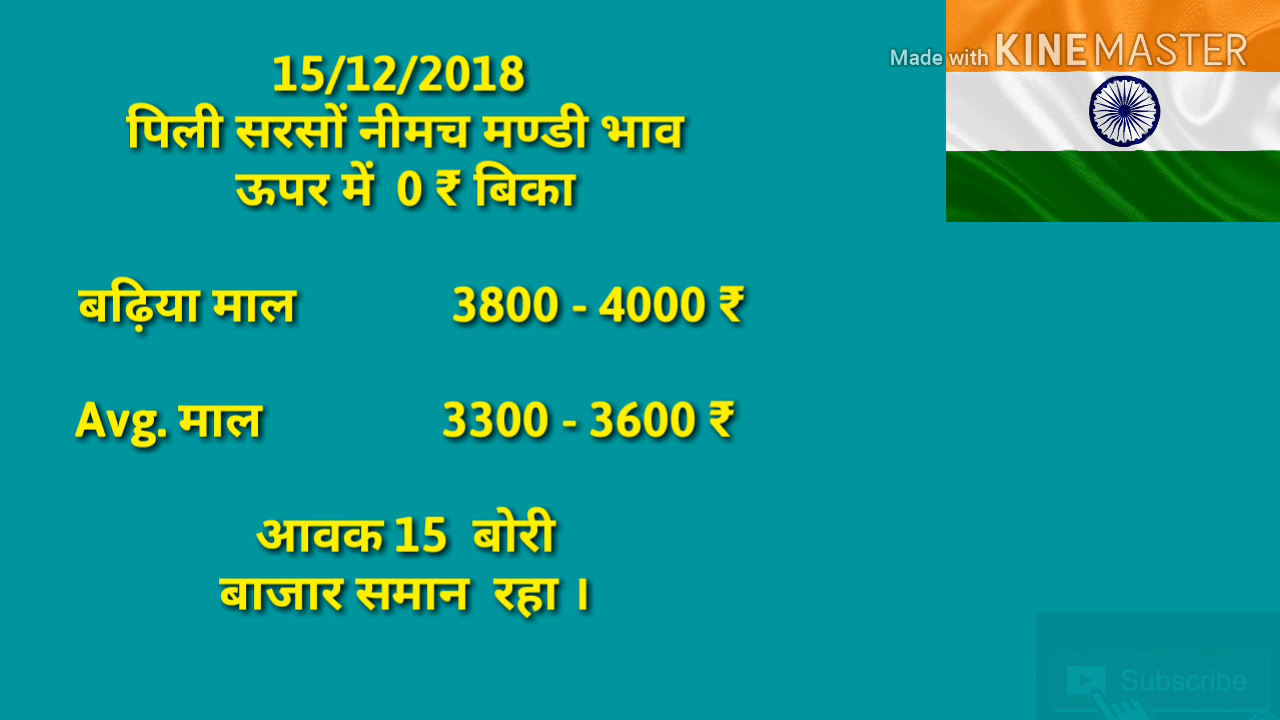 Made with KINEMASTER
15/12/2018
पिली सरसों नीमच मण्डी भाव
ऊपर में 0 ₹ बिका
बढ़िया माल 3800 - 4000 ₹
Avg. माल 3300 - 3600 ₹
आवक 15 बोरी
बाजार समान रहा ।
Subscribe